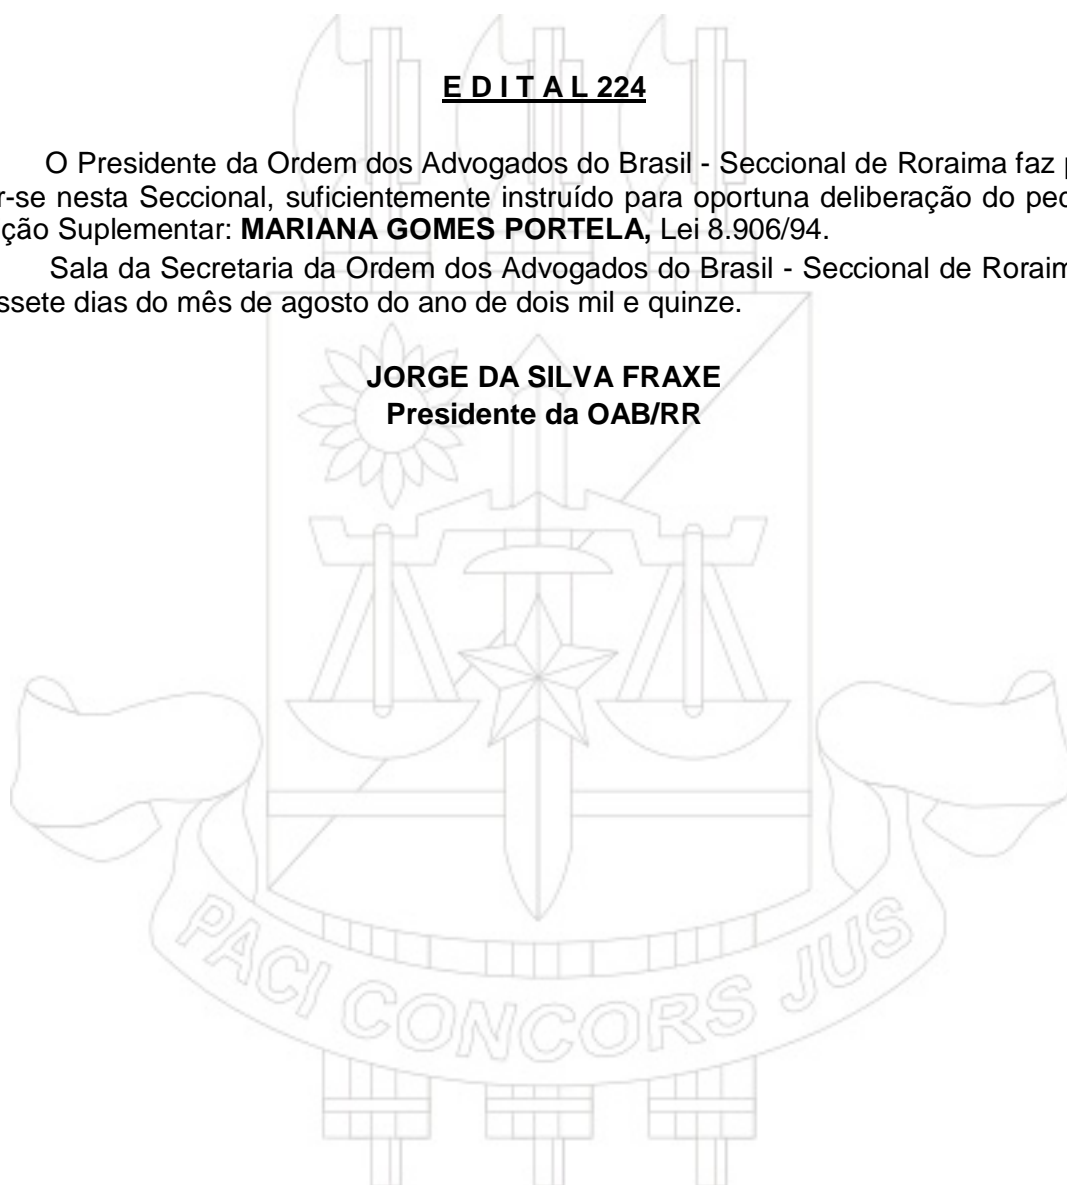 E D I T A L 224
O Presidente da Ordem dos Advogados do Brasil - Seccional de Roraima faz p
r-se nesta Seccional, suficientemente instruído para oportuna deliberação do ped
ção Suplementar: MARIANA GOMES PORTELA, Lei 8.906/94.
Sala da Secretaria da Ordem dos Advogados do Brasil - Seccional de Roraim
ssete dias do mês de agosto do ano de dois mil e quinze.
JORGE DA SILVA FRAXE
Presidente da OAB/RR
PACI CONCORS JUS